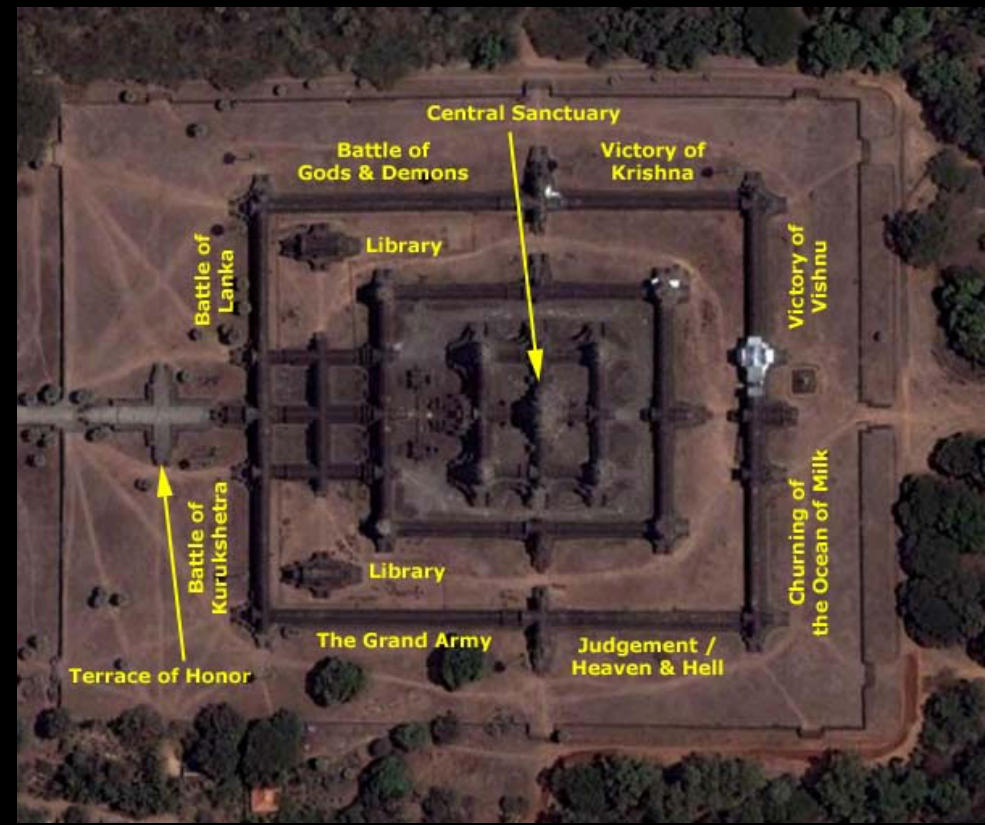 Central Sanctuary
Battle of
Gods & Demons
Victory of
Krishna
Battle of
Lanka
Library
Victory of
Vishnu
Battle of
Kurukshetra
Library
Churning of
the Ocean of Milk
The Grand Army
Judgement /
Heaven & Hell
Terrace of Honor